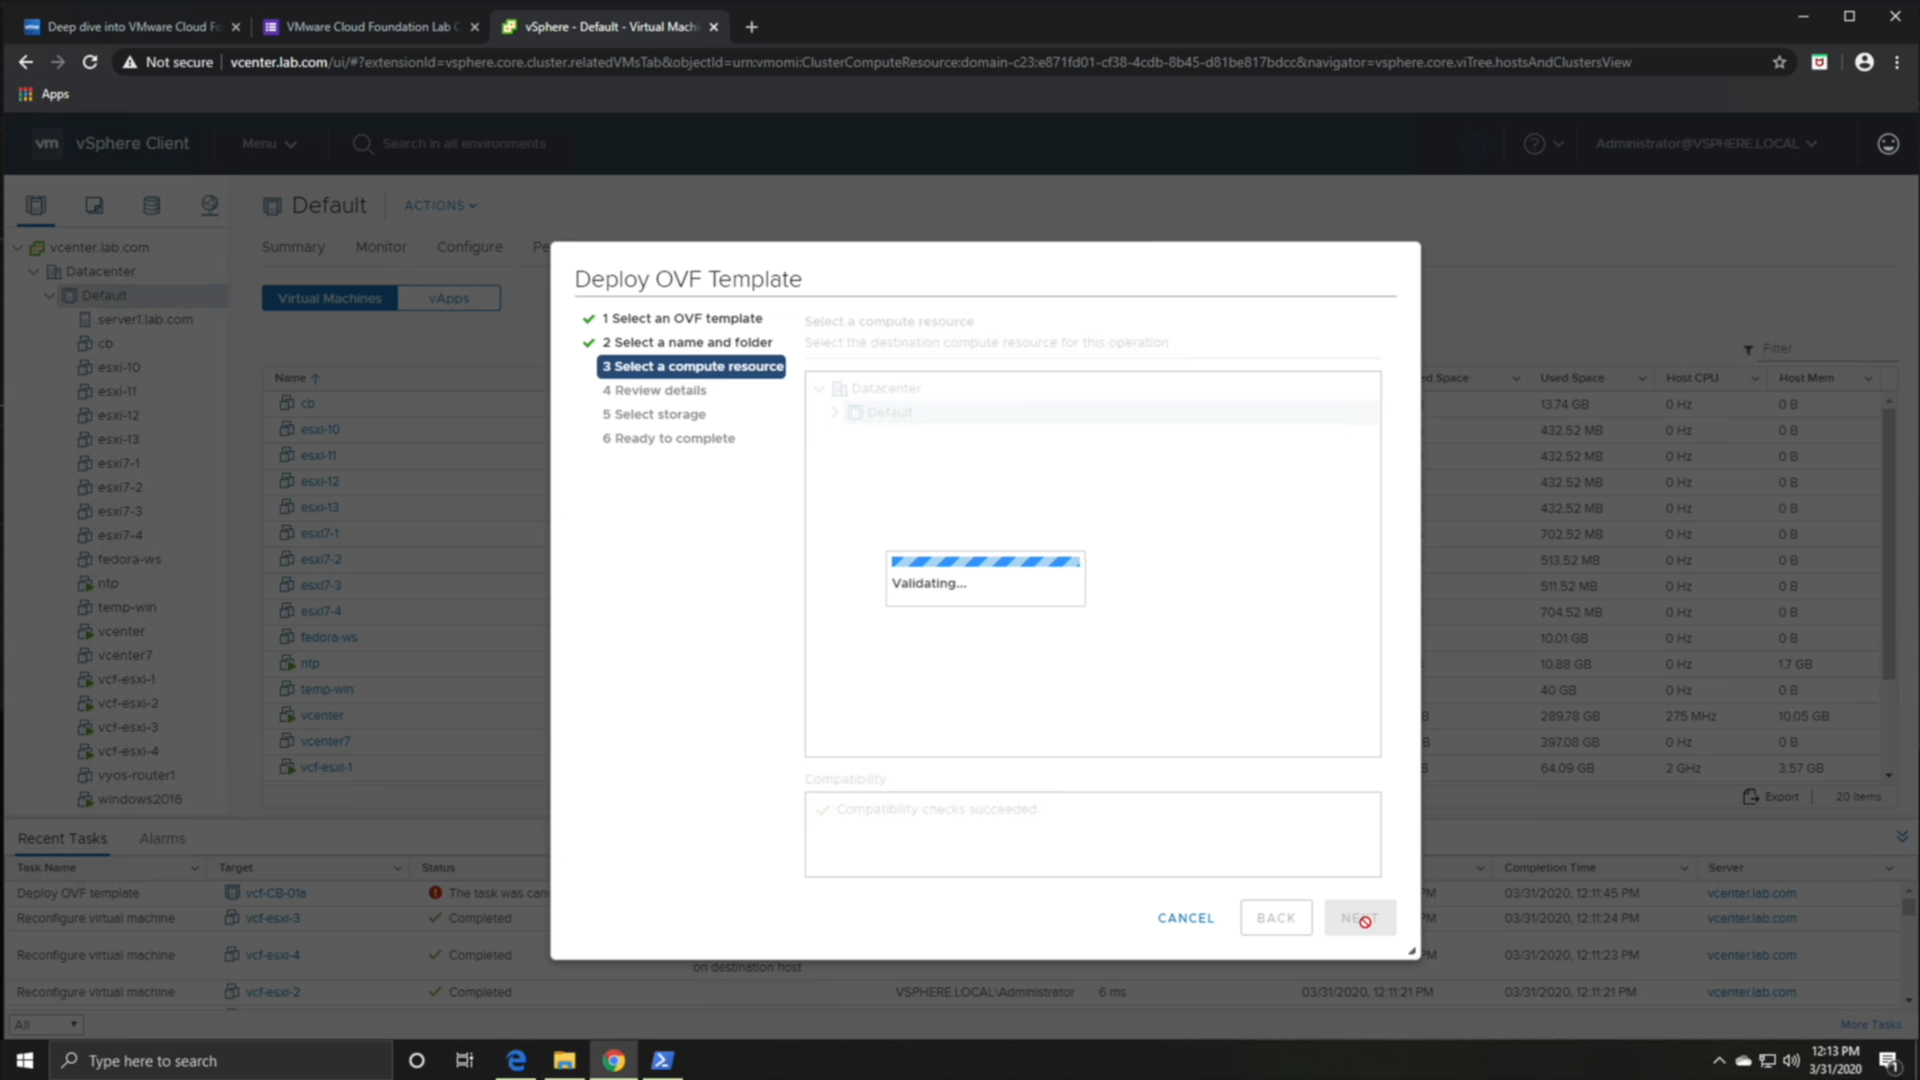 Deep dive into VMware Cloud Fo
VMware Cloud Foundation Lab C
vSphere - Default - Virtual Machi
Not secure
vcenter.lab.com/ui/#?extensionId=vsphere.core.cluster.relatedVMsTab&objectId=urn:vmomi:ClusterComputeResource:domain-c23:e871fd01-cf38-4cdb-8b45-d81be817bdcc&navigator=vsphere.core.viTree.hostsAndClustersView
Apps
vm vSphere Client
Menu
Search in all environments
Administrator@VSPHERE.LOCAL
vcenter.lab.com
Datacenter
Default
server1.lab.com
cb
esxi-10
esxi-11
esxi-12
esxi-13
esxi7-1
esxi7-2
esxi7-3
esxi7-4
fedora-ws
ntp
temp-win
vcenter
vcenter7
vcf-esxi-1
vcf-esxi-2
vcf-esxi-3
vcf-esxi-4
vyos-router1
windows2016
Default
ACTIONS
Summary
Monitor
Configure
Pe
Virtual Machines
vApps
Filter
Name
cb
esxi-10
esxi-11
esxi-12
esxi-13
esxi7-1
esxi7-2
esxi7-3
esxi7-4
fedora-ws
ntp
temp-win
vcenter
vcenter7
vcf-esxi-1
Deploy OVF Template
1 Select an OVF template
2 Select a name and folder
3 Select a compute resource
4 Review details
5 Select storage
6 Ready to complete
Select a compute resource
Select the destination compute resource for this operation
Datacenter
Default
Validating...
Compatibility
Compatibility checks succeeded.
CANCEL
BACK
NEXT
ed Space Used Space Host CPU Host Mem
13.74 GB 0 Hz 0 B
432.52 MB 0 Hz 0 B
432.52 MB 0 Hz 0 B
432.52 MB 0 Hz 0 B
432.52 MB 0 Hz 0 B
702.52 MB 0 Hz 0 B
513.52 MB 0 Hz 0 B
511.52 MB 0 Hz 0 B
704.52 MB 0 Hz 0 B
10.01 GB 0 Hz 0 B
10.88 GB 0 Hz 1.7 GB
40 GB 0 Hz 0 B
B 289.78 GB 275 MHz 10.05 GB
B 397.08 GB 0 Hz 0 B
B 64.09 GB 2 GHz 3.57 GB
Export
20 items
Recent Tasks
Alarms
Task Name Target Status Completion Time Server
Deploy OVF template vcf-CB-01a The task was canc PM 03/31/2020, 12:11:45 PM vcenter.lab.com
Reconfigure virtual machine vcf-esxi-3 Completed PM 03/31/2020, 12:11:24 PM vcenter.lab.com
Reconfigure virtual machine vcf-esxi-4 Completed PM 03/31/2020, 12:11:23 PM vcenter.lab.com
on destination host
Reconfigure virtual machine vcf-esxi-2 Completed VSPHERE.LOCAL\Administrator 6 ms 03/31/2020, 12:11:21 PM 03/31/2020, 12:11:21 PM vcenter.lab.com
All
More Tasks
Type here to search
12:13 PM
3/31/2020
1